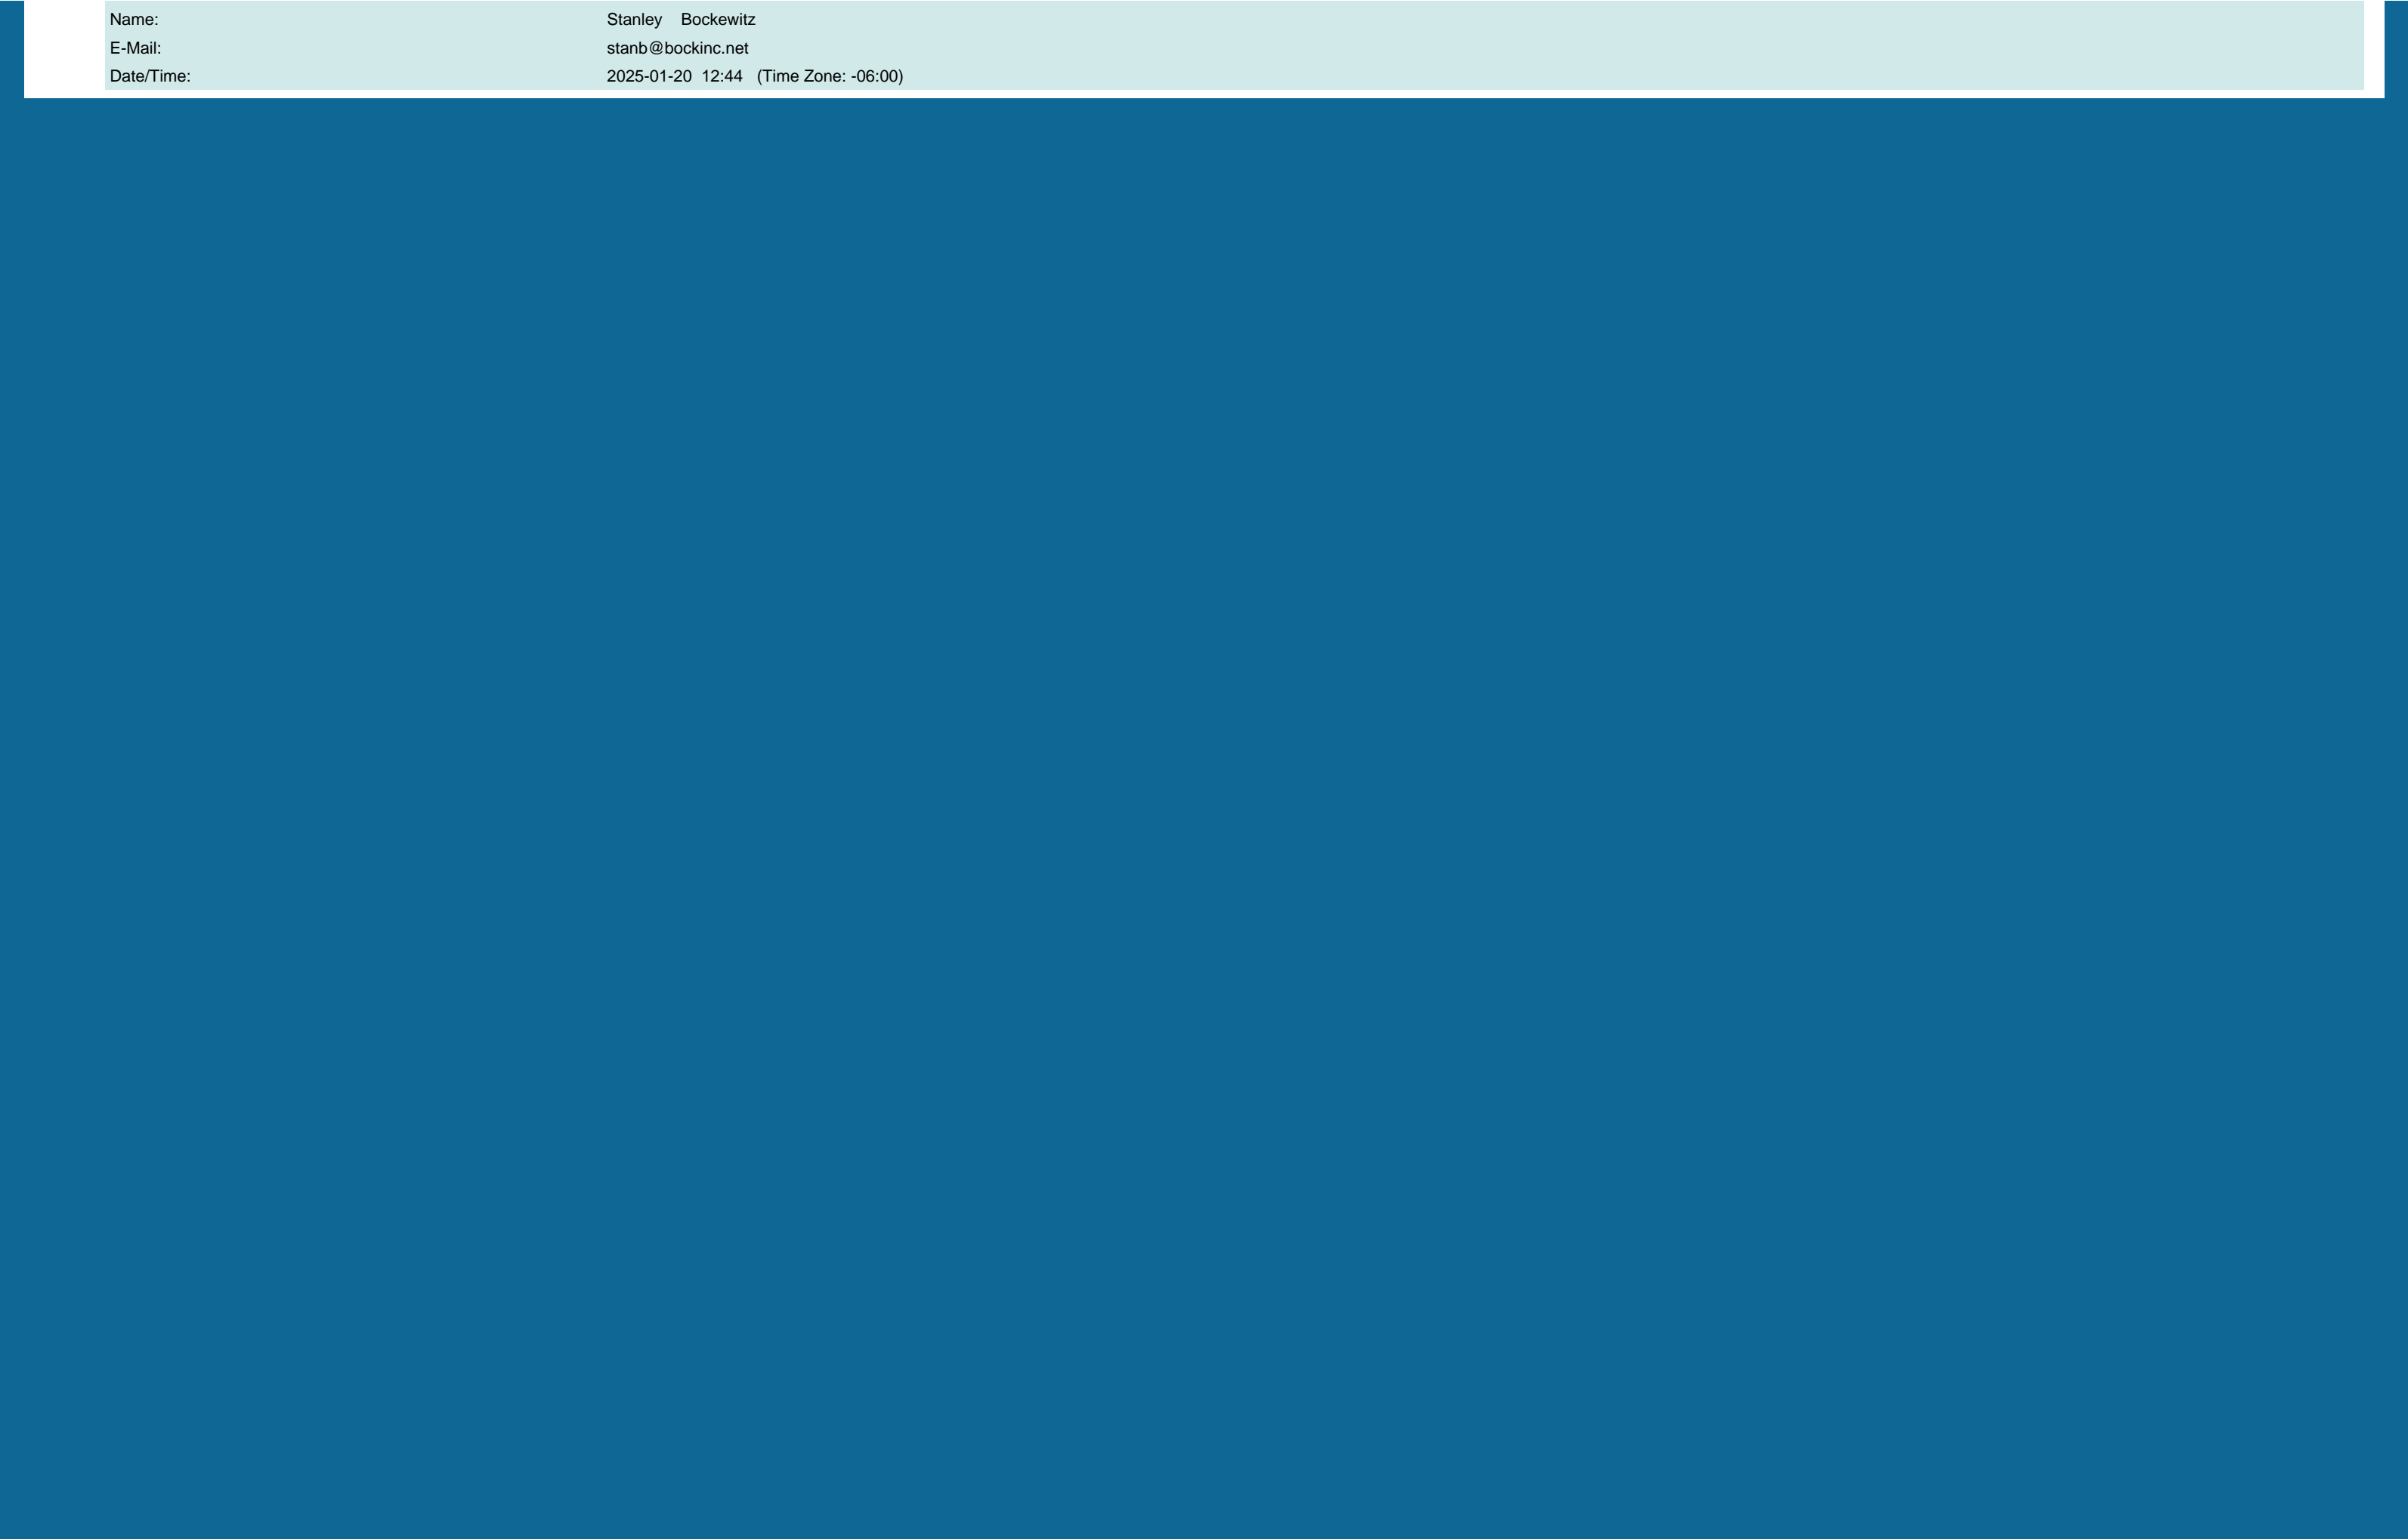 Name: Stanley Bockewitz
E-Mail: stanb@bockinc.net
Date/Time: 2025-01-20 12:44 (Time Zone: -06:00)